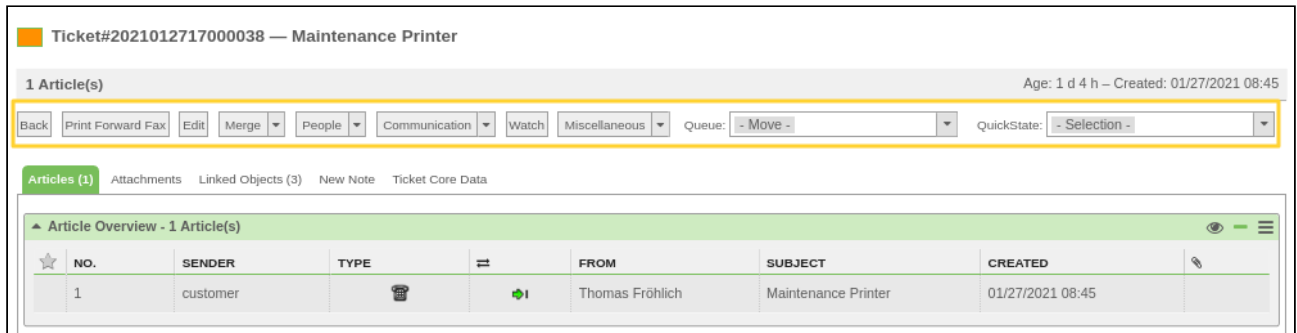 Ticket#2021012717000038 — Maintenance Printer
1 Article(s) Age: 1 d 4 h – Created: 01/27/2021 08:45
Back Print Forward Fax Edit Merge People Communication Watch Miscellaneous Queue: - Move - QuickState: - Selection -
Articles (1) Attachments Linked Objects (3) New Note Ticket Core Data
Article Overview - 1 Article(s)
NO. SENDER TYPE FROM SUBJECT CREATED
1 customer Thomas Fröhlich Maintenance Printer 01/27/2021 08:45